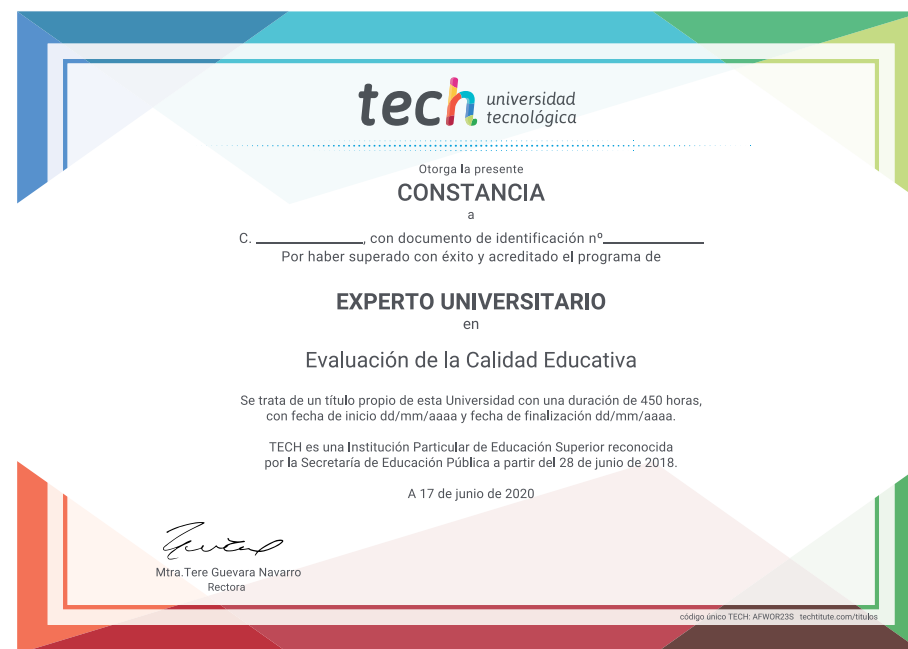 tech universidad
tecnológica
Otorga la presente
CONSTANCIA
a
C. ____________, con documento de identificación nº____________
Por haber superado con éxito y acreditado el programa de
EXPERTO UNIVERSITARIO
en
Evaluación de la Calidad Educativa
Se trata de un título propio de esta Universidad con una duración de 450 horas,
con fecha de inicio dd/mm/aaaa y fecha de finalización dd/mm/aaaa.
TECH es una Institución Particular de Educación Superior reconocida
por la Secretaría de Educación Pública a partir del 28 de junio de 2018.
A 17 de junio de 2020
Mtra.Tere Guevara Navarro
Rectora
código único TECH: AFWOR23S techtitute.com/titulos